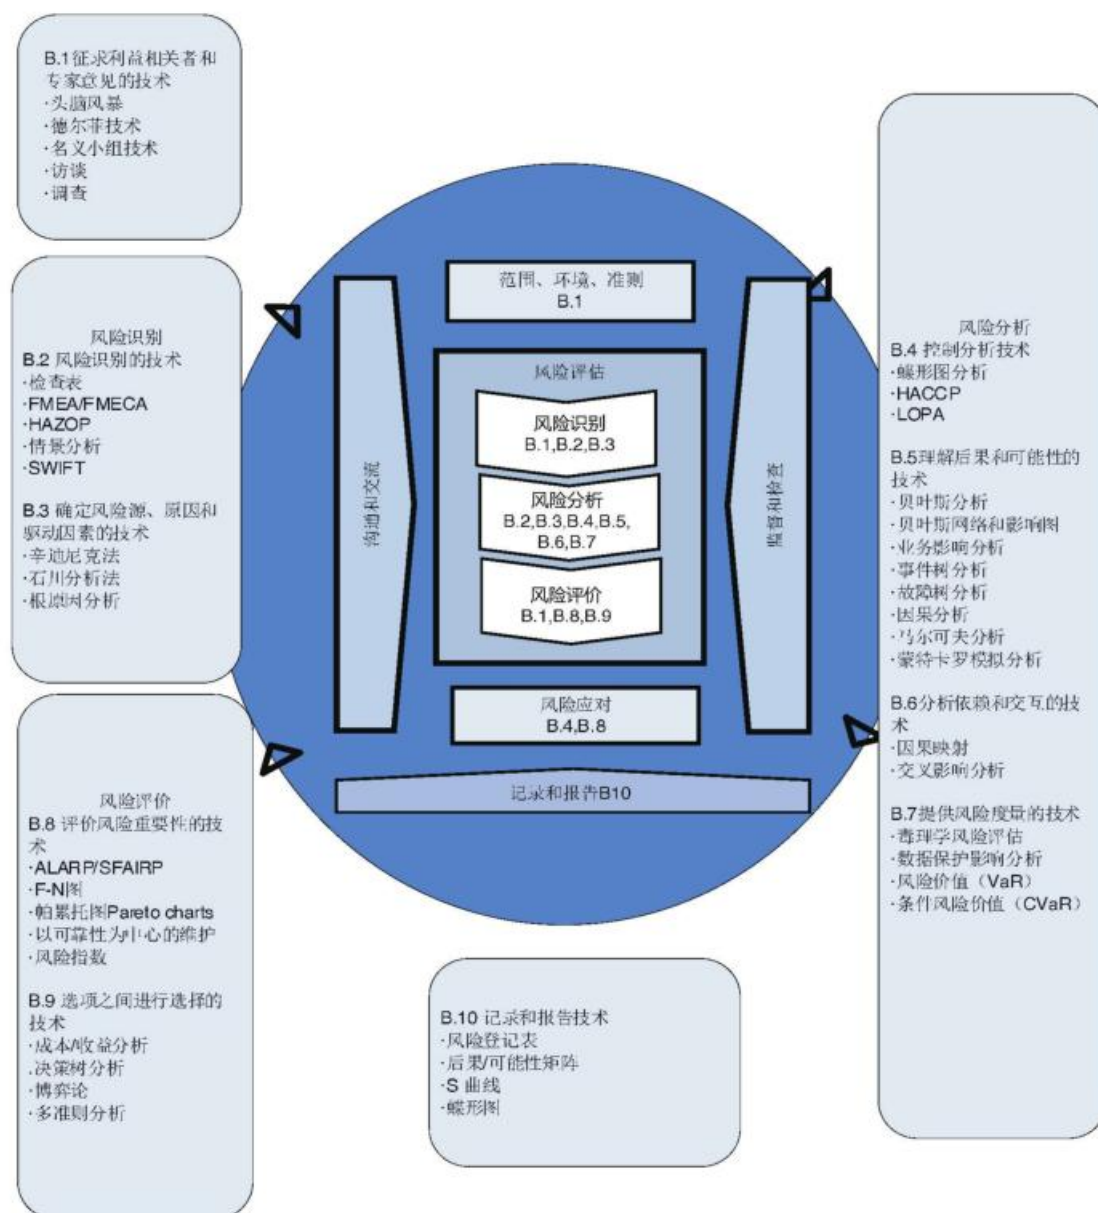 B.1征求利益相关者和
专家意见的技术
·头脑风暴
·德尔菲技术
·名义小组技术
·访谈
·调查
风险识别
B.2 风险识别的技术
·检查表
·FMEA/FMECA
·HAZOP
·情景分析
·SWIFT
B.3 确定风险源、原因和
驱动因素的技术
·辛迪尼克法
·石川分析法
·根原因分析
风险评价
B.8 评价风险重要性的技
术
·ALARP/SFAIRP
·F-N图
·帕累托图Pareto charts
·以可靠性为中心的维护
·风险指数
B.9 选项之间进行选择的
技术
·成本/收益分析
.决策树分析
·博弈论
·多准则分析
沟通和交流
范围、环境、准则
B.1
风险评估
风险识别
B.1,B.2,B.3
风险分析
B.2,B.3,B.4,B.5,
B.6,B.7
风险评价
B.1,B.8,B.9
风险应对
B.4,B.8
监督和检查
记录和报告B10
B.10 记录和报告技术
·风险登记表
·后果/可能性矩阵
·S 曲线
·蝶形图
风险分析
B.4 控制分析技术
·蝶形图分析
·HACCP
·LOPA
B.5理解后果和可能性的
技术
·贝叶斯分析
·贝叶斯网络和影响图
·业务影响分析
·事件树分析
·故障树分析
·因果分析
·马尔可夫分析
·蒙特卡罗模拟分析
B.6分析依赖和交互的技
术
·因果映射
·交叉影响分析
B.7提供风险度量的技术
·毒理学风险评估
·数据保护影响分析
·风险价值（VaR）
·条件风险价值（CVaR）